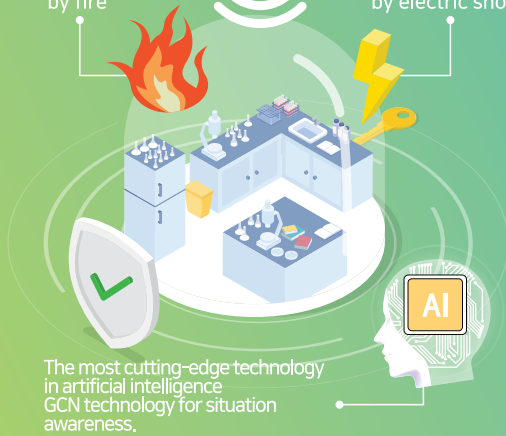 by fire
by electric sho
AI
The most cutting-edge technology
in artificial intelligence
GCN technology for situation
awareness.